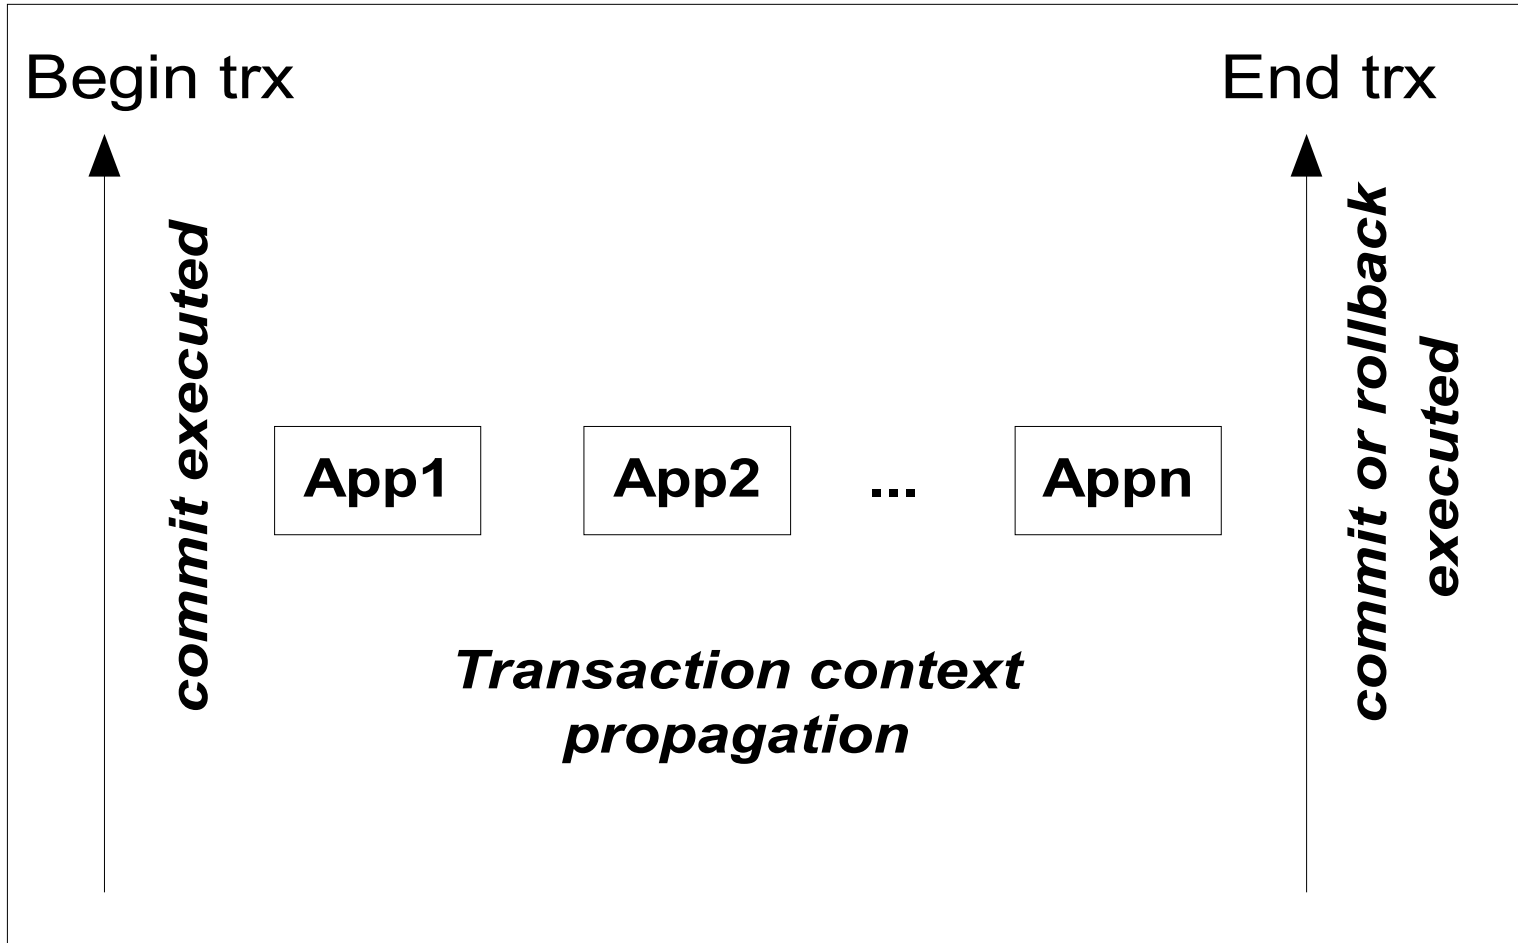 Begin trx
End trx
commit executed
App1
App2
...
Appn
commit or rollback
executed
Transaction context
propagation